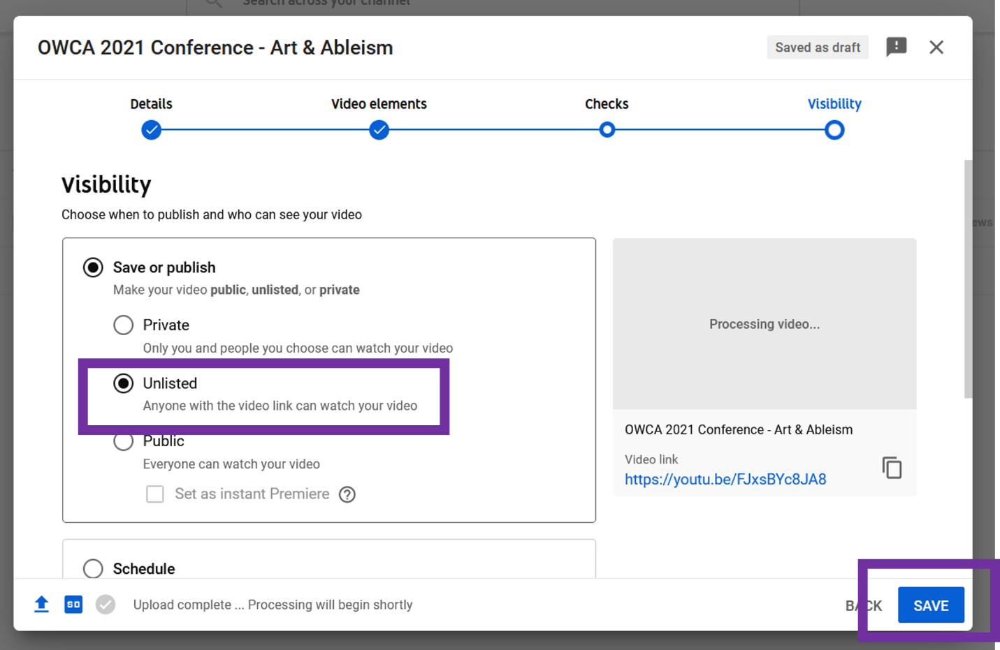 Search across your channel
OWCA 2021 Conference - Art & Ableism
Saved as draft
Details
Video elements
Checks
Visibility
Visibility
Choose when to publish and who can see your video
ews
Save or publish
Make your video public, unlisted, or private
Private
Only you and people you choose can watch your video
Unlisted
Anyone with the video link can watch your video
Public
Everyone can watch your video
Set as instant Premiere
Processing video...
OWCA 2021 Conference - Art & Ableism
Video link
https://youtu.be/FJxsBYc8JA8
Schedule
SD
Upload complete ... Processing will begin shortly
BACK
SAVE